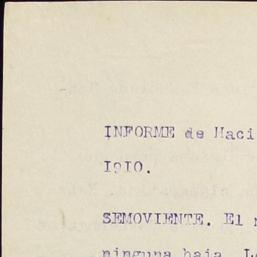 INFORME de Haci
1910.
SEMOVIENTE. El
ninguna baja. L